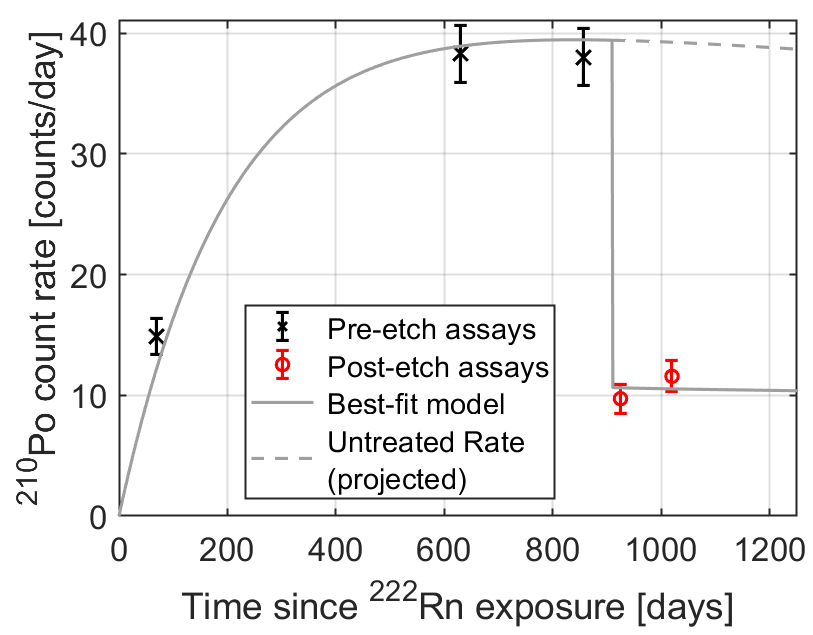 40
30
20
10
0
²¹⁰Po count rate [counts/day]
Pre-etch assays
Post-etch assays
Best-fit model
Untreated Rate
(projected)
0 200 400 600 800 1000 1200
Time since ²²²Rn exposure [days]